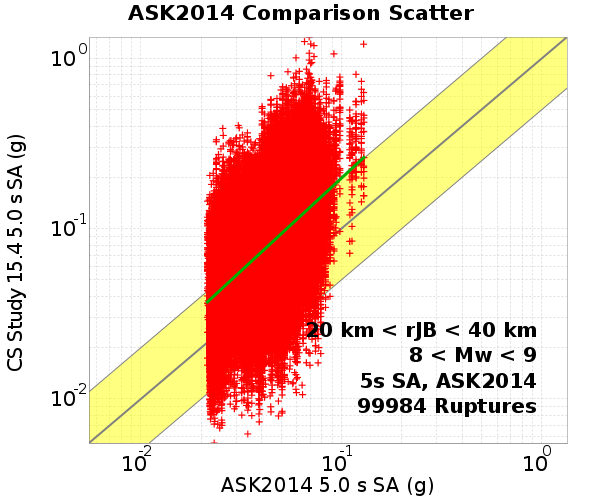 ASK2014 Comparison Scatter
CS Study 15.4 5.0 s SA (g)
10^0
10^-1
10^-2
20 km < rJB < 40 km
8 < Mw < 9
5s SA, ASK2014
99984 Ruptures
10^-2 10^-1 10^0
ASK2014 5.0 s SA (g)